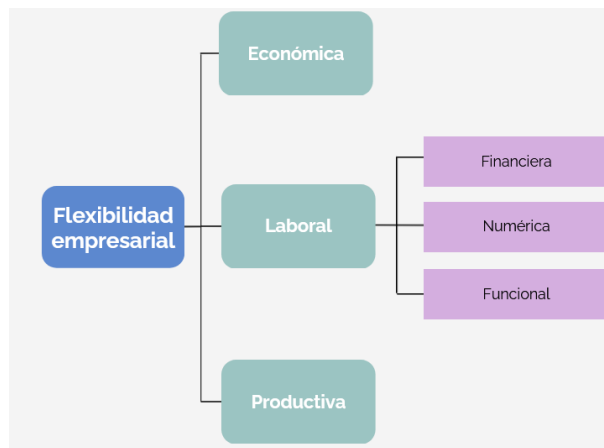 Económica
Flexibilidad
empresarial
Laboral
Financiera
Numérica
Funcional
Productiva